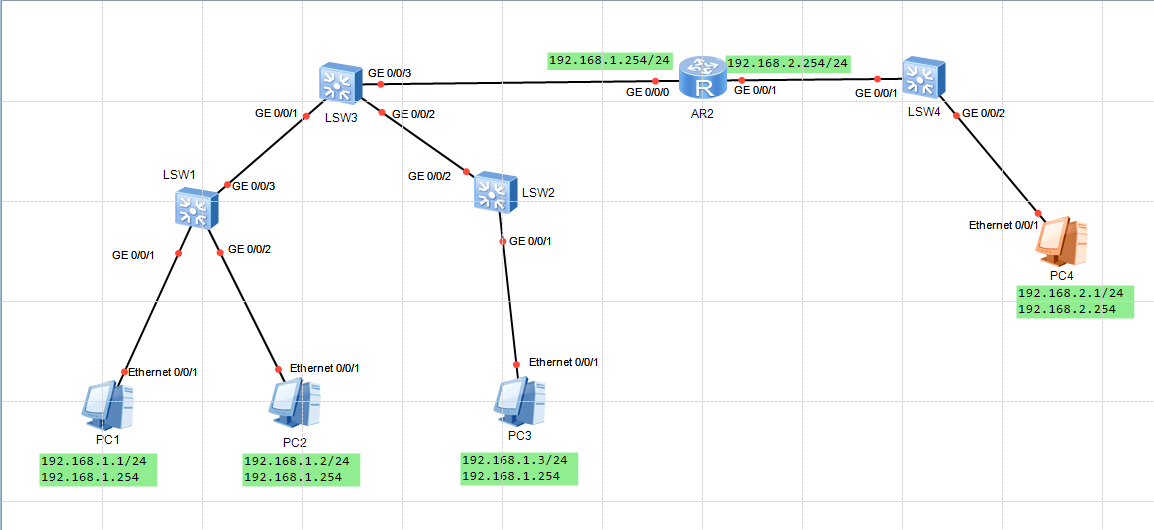 192.168.1.254/24
192.168.2.254/24
GE 0/0/3
GE 0/0/0
R
GE 0/0/1
GE 0/0/1
AR2
LSW4
GE 0/0/1
LSW3
GE 0/0/2
GE 0/0/2
LSW1
GE 0/0/3
GE 0/0/2
LSW2
GE 0/0/1
GE 0/0/2
GE 0/0/1
Ethernet 0/0/1
PC4
192.168.2.1/24
192.168.2.254
Ethernet 0/0/1
Ethernet 0/0/1
Ethernet 0/0/1
PC1
PC2
PC3
192.168.1.1/24
192.168.1.254
192.168.1.2/24
192.168.1.254
192.168.1.3/24
192.168.1.254